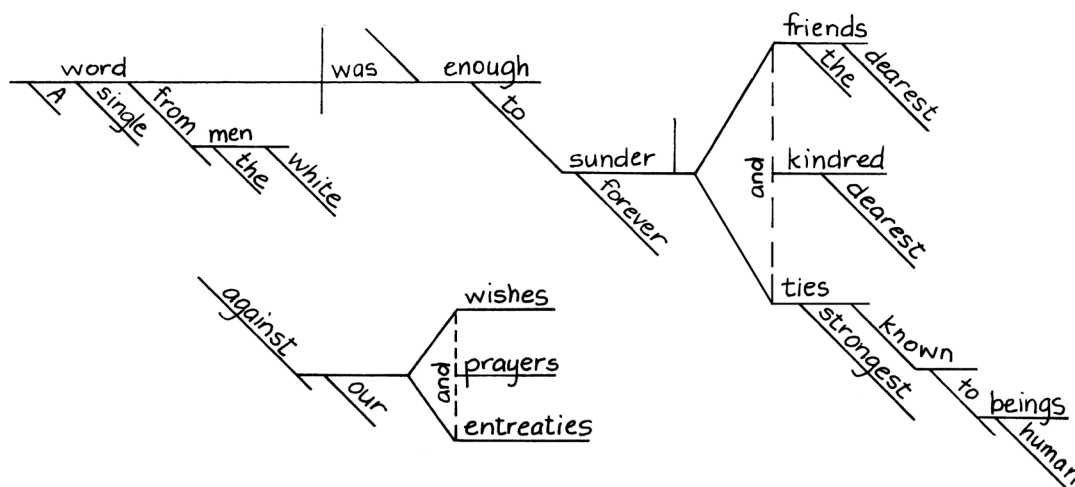 word was enough
A single from men the white
to sunder forever
friends the dearest
and
kindred dearest
ties strongest known to beings human
against our
wishes
and
prayers
entreaties